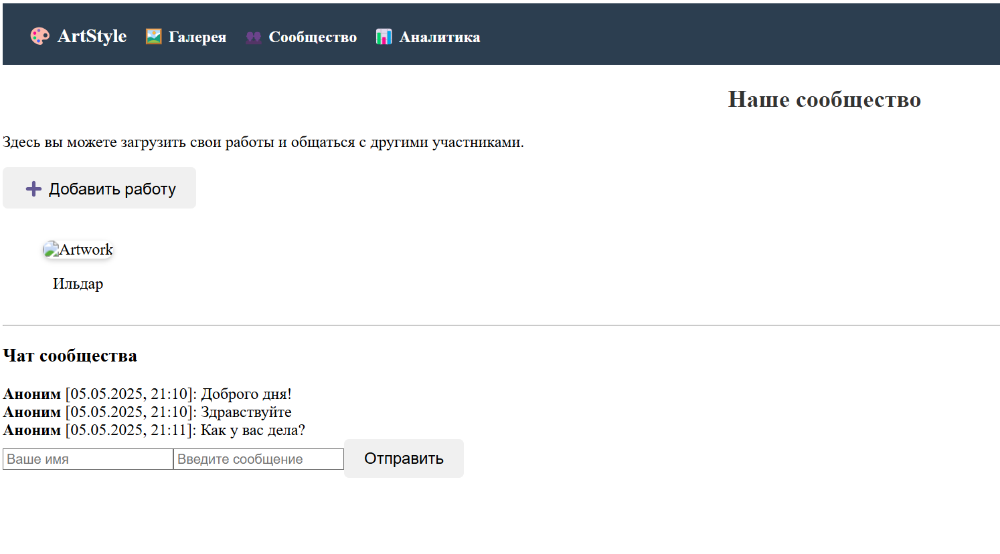 ArtStyle Галерея Сообщество Аналитика
Наше сообщество
Здесь вы можете загрузить свои работы и общаться с другими участниками.
Добавить работу
Artwork
Ильдар
Чат сообщества
Аноним [05.05.2025, 21:10]: Доброго дня!
Аноним [05.05.2025, 21:10]: Здравствуйте
Аноним [05.05.2025, 21:11]: Как у вас дела?
Ваше имя Введите сообщение Отправить